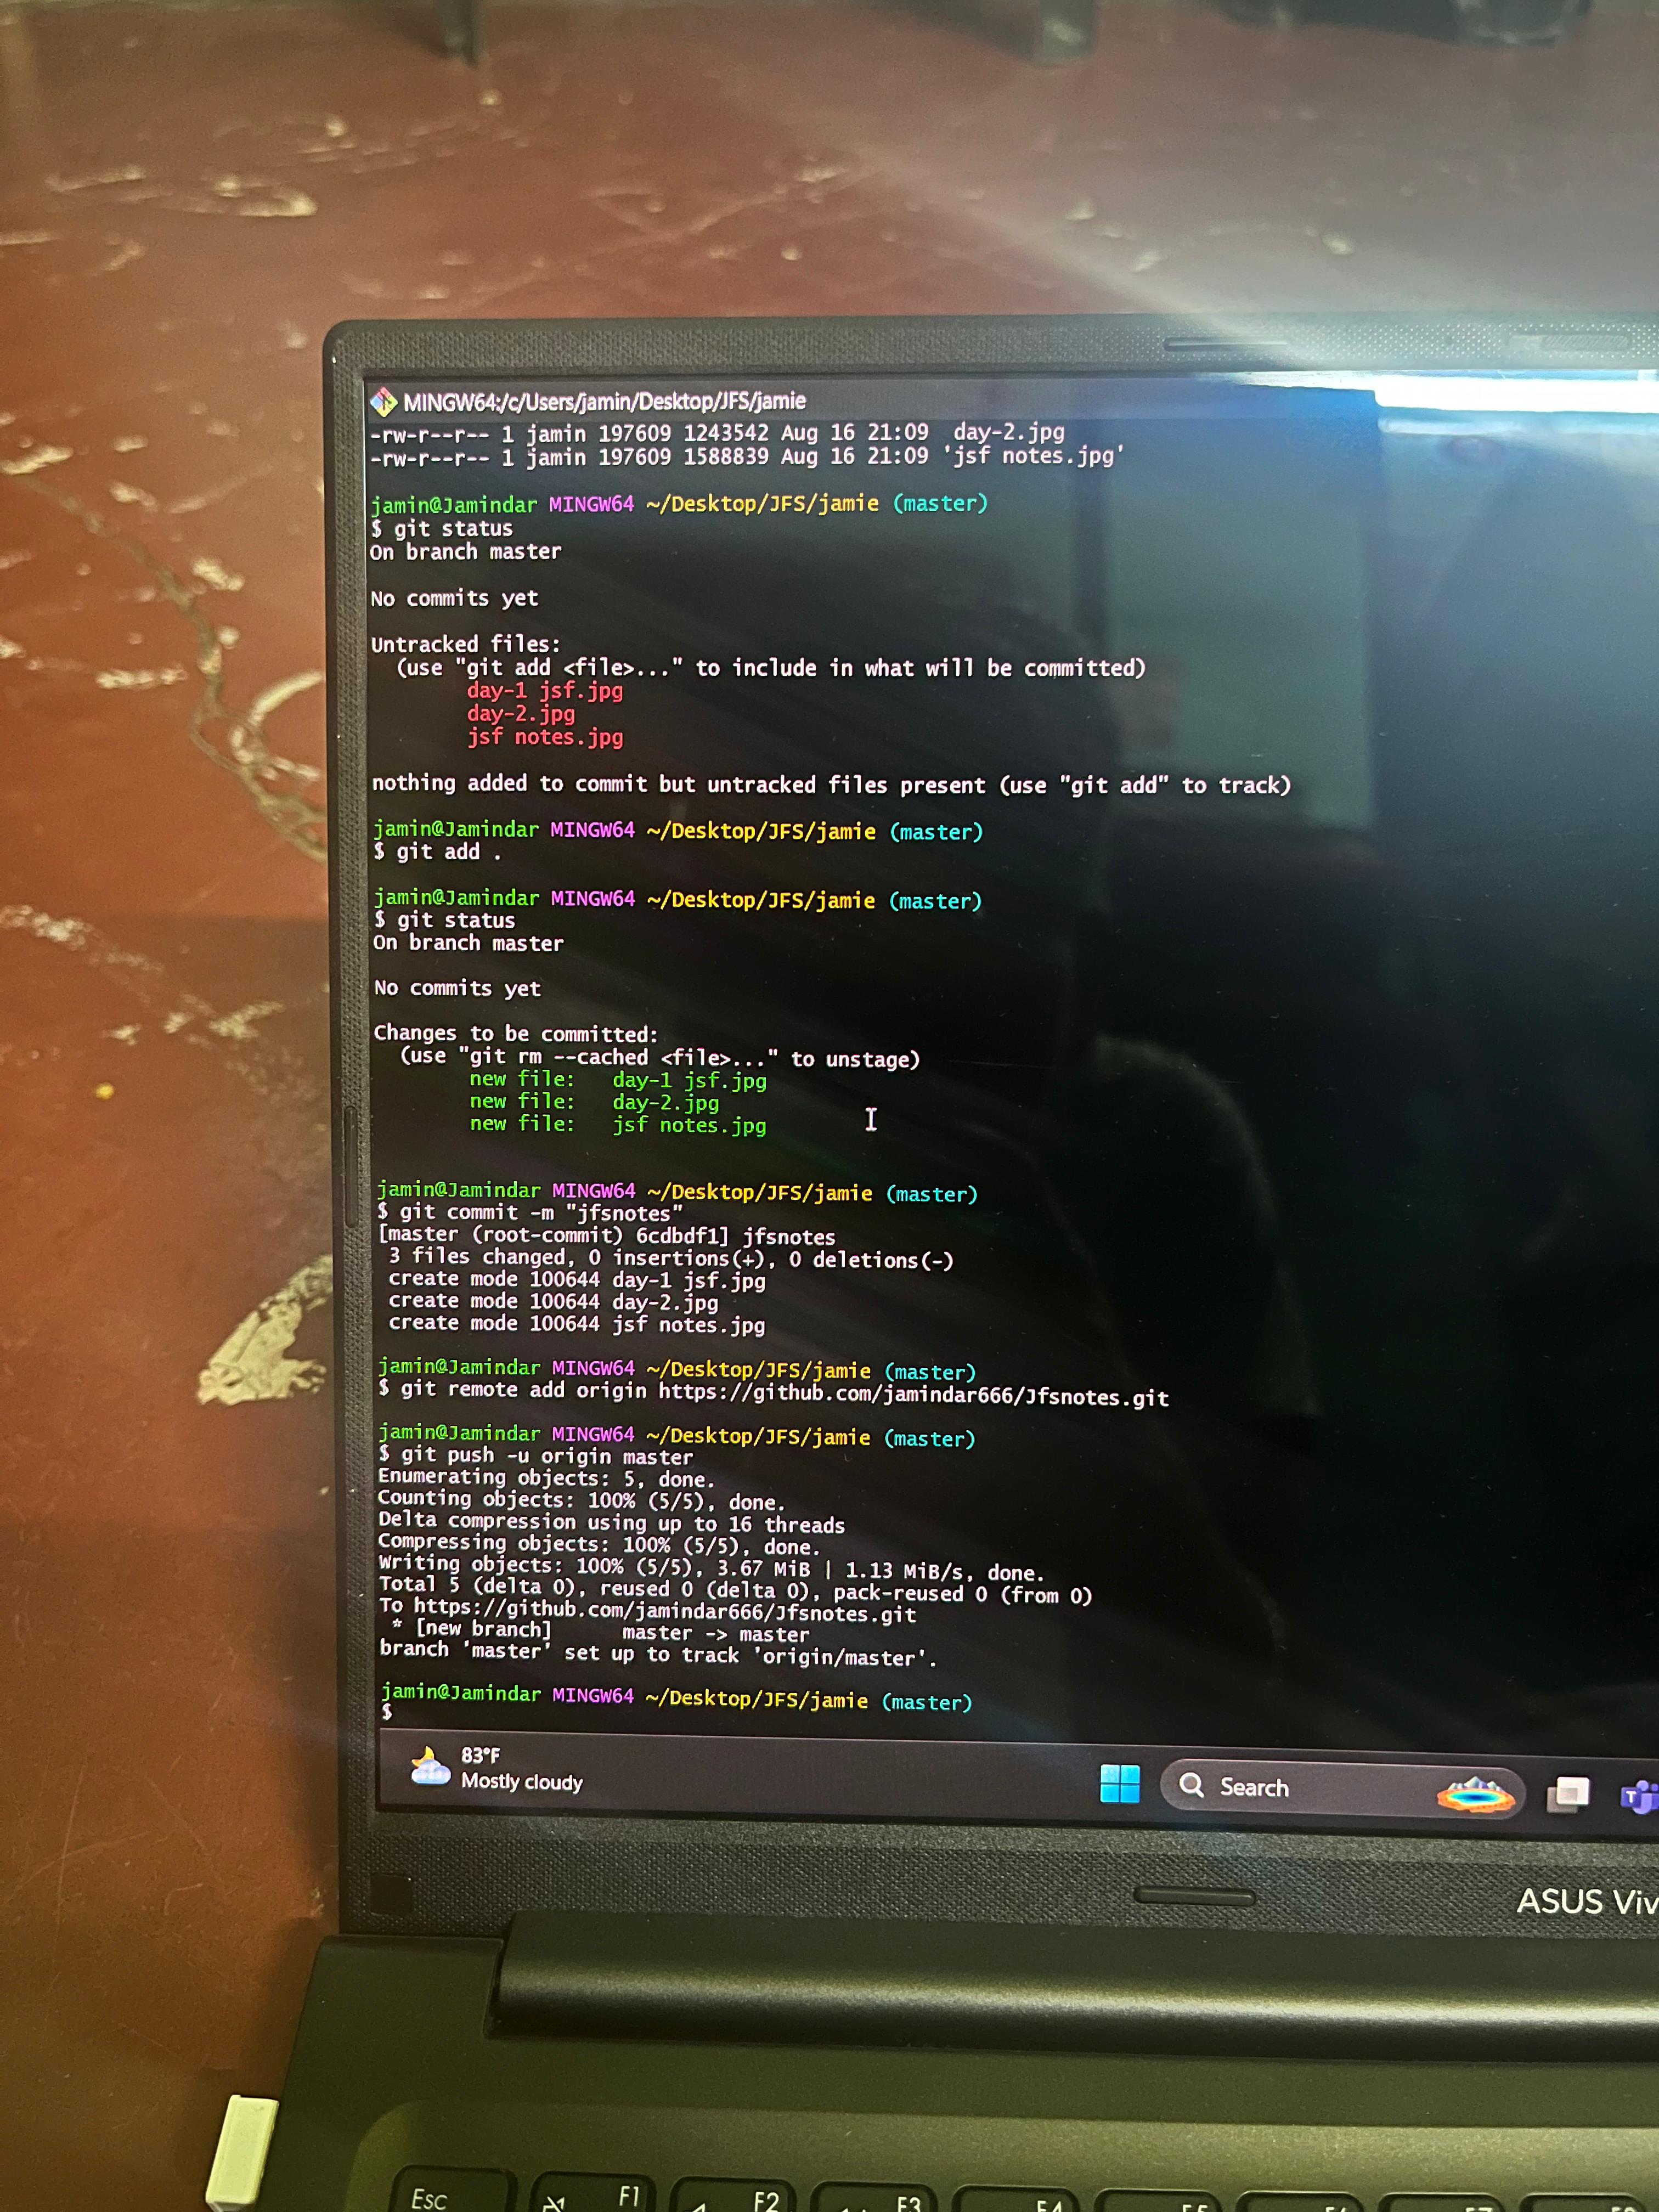 MINGW64:/c/Users/jamin/Desktop/JFS/jamie
-rw-r--r-- 1 jamin 197609 1243542 Aug 16 21:09  day-2.jpg
-rw-r--r-- 1 jamin 197609 1588839 Aug 16 21:09 'jsf notes.jpg'
jamin@Jamindar MINGW64 ~/Desktop/JFS/jamie (master)
$ git status
On branch master
No commits yet
Untracked files:
  (use "git add <file>..." to include in what will be committed)
        day-1 jsf.jpg
        day-2.jpg
        jsf notes.jpg
nothing added to commit but untracked files present (use "git add" to track)
jamin@Jamindar MINGW64 ~/Desktop/JFS/jamie (master)
$ git add .
jamin@Jamindar MINGW64 ~/Desktop/JFS/jamie (master)
$ git status
On branch master
No commits yet
Changes to be committed:
  (use "git rm --cached <file>..." to unstage)
        new file:   day-1 jsf.jpg
        new file:   day-2.jpg
        new file:   jsf notes.jpg
jamin@Jamindar MINGW64 ~/Desktop/JFS/jamie (master)
$ git commit -m "jfsnotes"
[master (root-commit) 6cdbdf1] jfsnotes
 3 files changed, 0 insertions(+), 0 deletions(-)
 create mode 100644 day-1 jsf.jpg
 create mode 100644 day-2.jpg
 create mode 100644 jsf notes.jpg
jamin@Jamindar MINGW64 ~/Desktop/JFS/jamie (master)
$ git remote add origin https://github.com/jamindar666/Jfsnotes.git
jamin@Jamindar MINGW64 ~/Desktop/JFS/jamie (master)
$ git push -u origin master
Enumerating objects: 5, done.
Counting objects: 100% (5/5), done.
Delta compression using up to 16 threads
Compressing objects: 100% (5/5), done.
Writing objects: 100% (5/5), 3.67 MiB | 1.13 MiB/s, done.
Total 5 (delta 0), reused 0 (delta 0), pack-reused 0 (from 0)
To https://github.com/jamindar666/Jfsnotes.git
 * [new branch]      master -> master
branch 'master' set up to track 'origin/master'.
jamin@Jamindar MINGW64 ~/Desktop/JFS/jamie (master)
$
83°F
Mostly cloudy
Search
T
ASUS Viv
Esc F1 F2 F3